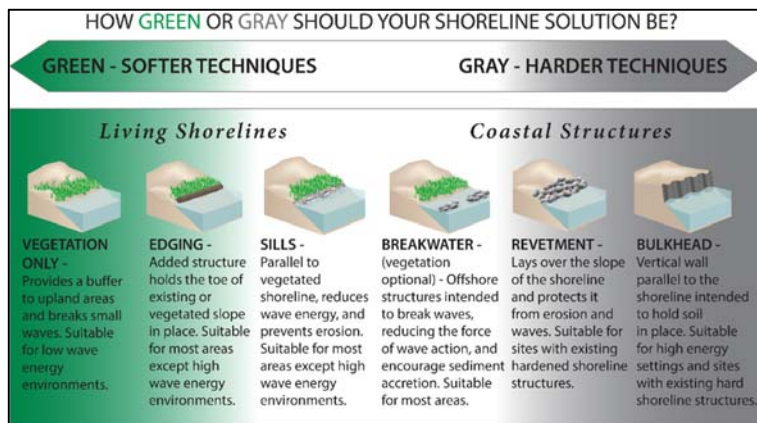 HOW GREEN OR GRAY SHOULD YOUR SHORELINE SOLUTION BE?
GREEN - SOFTER TECHNIQUES
GRAY - HARDER TECHNIQUES
Living Shorelines
Coastal Structures
VEGETATION
ONLY -
Provides a buffer
to upland areas
and breaks small
waves. Suitable
for low wave
energy
environments.
EDGING -
Added structure
holds the toe of
existing or
vegetated slope
in place. Suitable
for most areas
except high
wave energy
environments.
SILLS -
Parallel to
vegetated
shoreline, reduces
wave energy, and
prevents erosion.
Suitable for most
areas except high
wave energy
environments.
BREAKWATER -
(vegetation
optional) - Offshore
structures intended
to break waves,
reducing the force
of wave action, and
encourage sediment
accretion. Suitable
for most areas.
REVETMENT -
Lays over the slope
of the shoreline
and protects it
from erosion and
waves. Suitable for
sites with existing
hardened shoreline
structures.
BULKHEAD -
Vertical wall
parallel to the
shoreline intended
to hold soil
in place. Suitable
for high energy
settings and sites
with existing hard
shoreline structures.